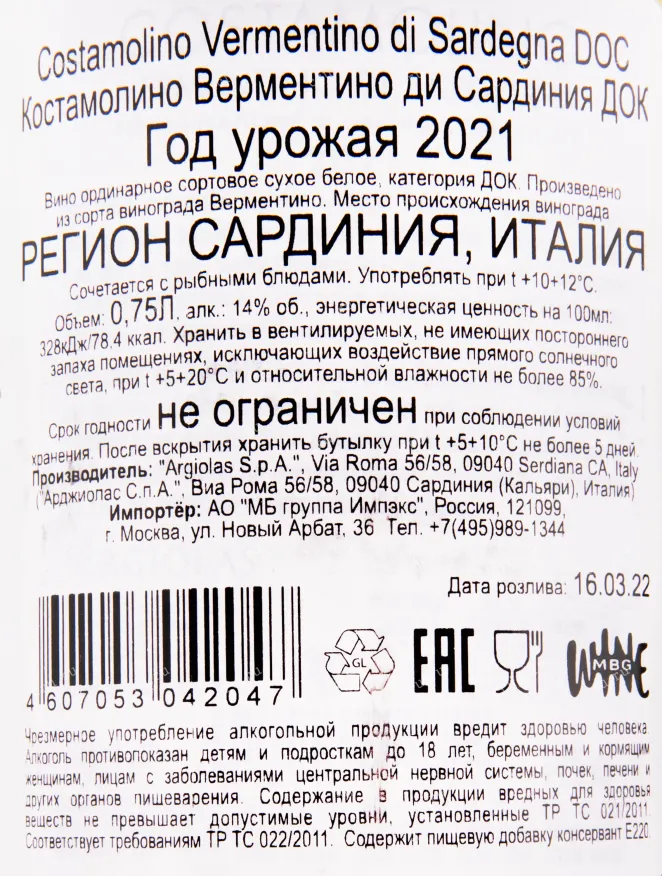 Costamolino Vermentino di Sardegna DOC
Костамолино Верментино ди Сардиния ДОК
Год урожая 2021
Вино ординарное сортовое сухое белое, категория ДОК. Произведено
из сорта винограда Верментино. Место происхождения винограда
РЕГИОН САРДИНИЯ, ИТАЛИЯ
Сочетается с рыбными блюдами. Употреблять при t +10+12°C.
Объем: 0,75Л, алк.: 14% об., энергетическая ценность на 100мл:
328кДж/78,4 ккал. Хранить в вентилируемых, не имеющих постороннего
запаха помещениях, исключающих воздействие прямого солнечного
света, при t +5+20°C и относительной влажности не более 85%.
Срок годности не ограничен при соблюдении условий
хранения. После вскрытия хранить бутылку при t +5+10°C не более 5 дней.
Производитель: "Argiolas S.p.A.", Via Roma 56/58, 09040 Serdiana CA, Italy
("Арджиолас С.п.А.", Виа Рома 56/58, 09040 Сардиния (Кальяри), Италия)
Импортёр: АО "МБ группа Импэкс", Россия, 121099,
г. Москва, ул. Новый Арбат, 36 Тел. +7(495)989-1344
Дата розлива: 16.03.22
GL
EAC
WINE
MBG
4 607053 042047
Чрезмерное употребление алкогольной продукции вредит здоровью человека.
Алкоголь противопоказан детям и подросткам до 18 лет, беременным и кормящим
женщинам, лицам с заболеваниями центральной нервной системы, почек, печени и
других органов пищеварения. Содержание в продукции вредных для здоровья
веществ не превышает допустимые уровни, установленные ТР ТС 021/2011.
Соответствует требованиям ТР ТС 022/2011. Содержит пищевую добавку консервант Е220.